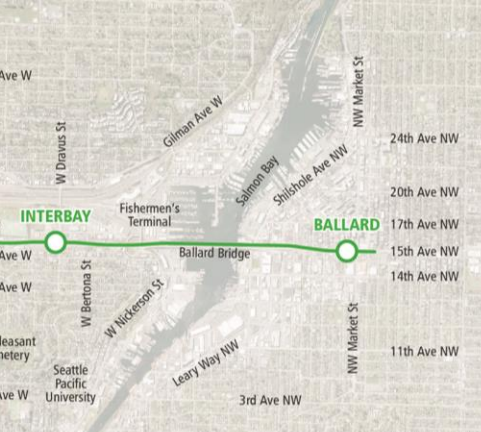 NW Market St
Ave W
Gilman Ave W
W Dravus St
24th Ave NW
Salmon Bay
Shilshole Ave NW
20th Ave NW
Fishermen's
Terminal
INTERBAY
BALLARD
17th Ave NW
Ballard Bridge
15th Ave NW
Ave W
14th Ave NW
Ave W
W Bertona St
W Nickerson St
NW Market St
leasant
metery
11th Ave NW
Leary Way NW
Seattle
Pacific
University
Ave W
3rd Ave NW